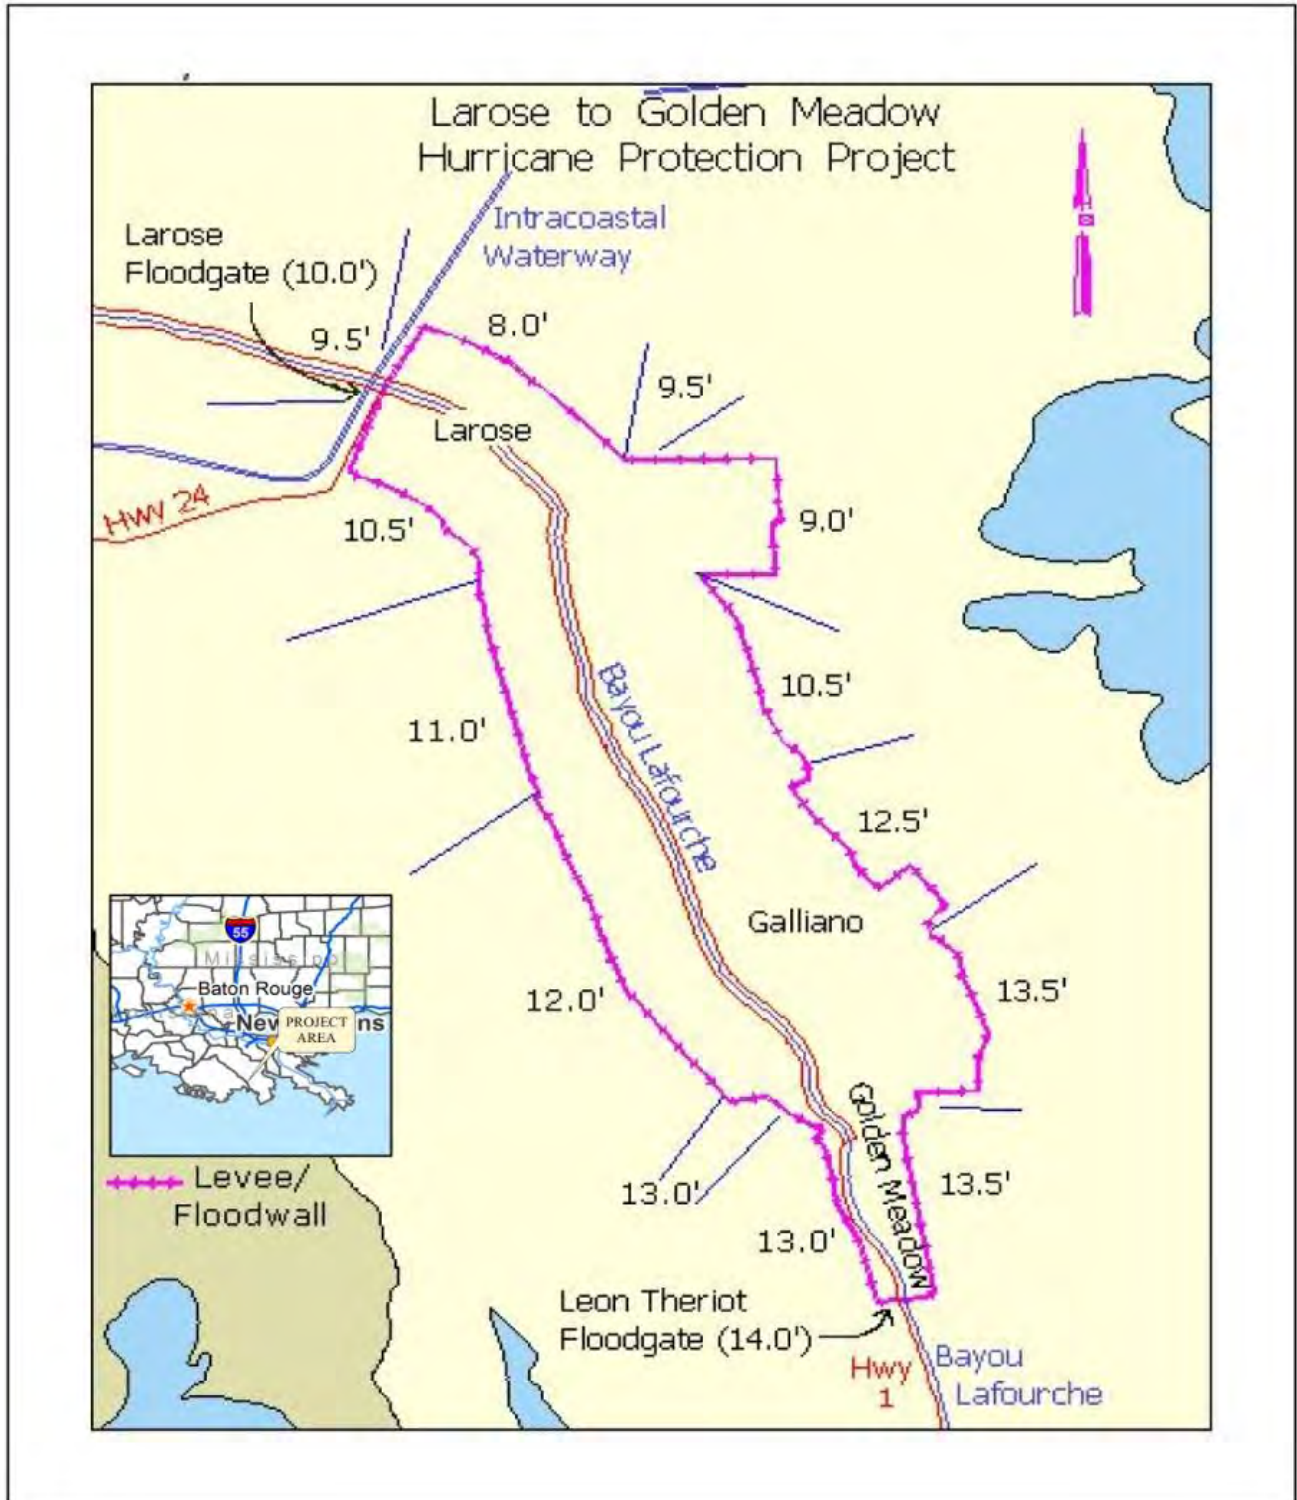 Larose to Golden Meadow
Hurricane Protection Project
Intracoastal
Waterway
Larose
Floodgate (10.0')
9.5'
8.0'
9.5'
Larose
Hwy 24
10.5'
9.0'
10.5'
11.0'
Bayou Lafourche
12.5'
Galliano
55
Mississipp
Baton Rouge
New
ns
PROJECT
AREA
12.0'
13.5'
Golden Meadow
Levee/
Floodwall
13.0'
13.5'
13.0'
Leon Theriot
Floodgate (14.0')
Hwy
1
Bayou
Lafourche